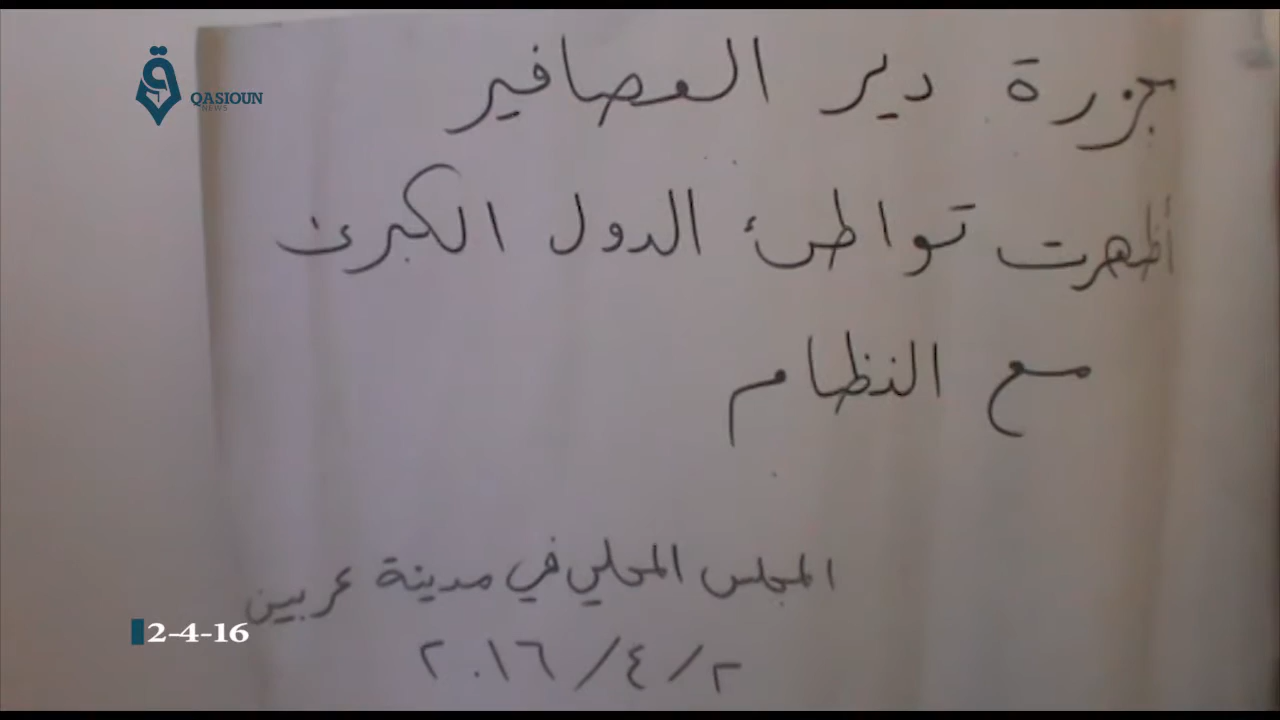 QASIOUN
NEWS
مجزرة دير العصافير
أظهرت تواطئ الدول الكبرى
مع النظام
المجلس المحلي في مدينة عربين
٢/٤/٢٠١٦
2-4-16